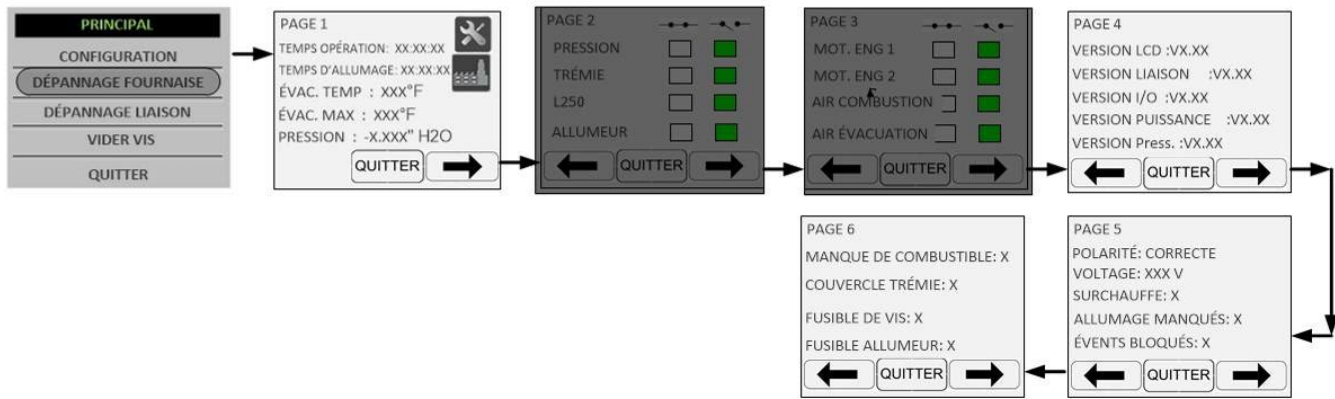 PRINCIPAL
CONFIGURATION
DÉPANNAGE FOURNAISE
DÉPANNAGE LIAISON
VIDER VIS
QUITTER
PAGE 1
TEMPS OPÉRATION: XX:XX:XX
TEMPS D'ALLUMAGE: XX:XX:XX
ÉVAC. TEMP : XXX°F
ÉVAC. MAX : XXX°F
PRESSION : -X.XXX" H2O
QUITTER
PAGE 2
PRESSION
TRÉMIE
L250
ALLUMEUR
QUITTER
PAGE 3
MOT. ENG 1
MOT. ENG 2
AIR COMBUSTION
AIR ÉVACUATION
QUITTER
PAGE 4
VERSION LCD :VX.XX
VERSION LIAISON :VX.XX
VERSION I/O :VX.XX
VERSION PUISSANCE :VX.XX
VERSION Press. :VX.XX
QUITTER
PAGE 5
POLARITÉ: CORRECTE
VOLTAGE: XXX V
SURCHAUFFE: X
ALLUMAGE MANQUÉS: X
ÉVENTS BLOQUÉS: X
QUITTER
PAGE 6
MANQUE DE COMBUSTIBLE: X
COUVERCLE TRÉMIE: X
FUSIBLE DE VIS: X
FUSIBLE ALLUMEUR: X
QUITTER